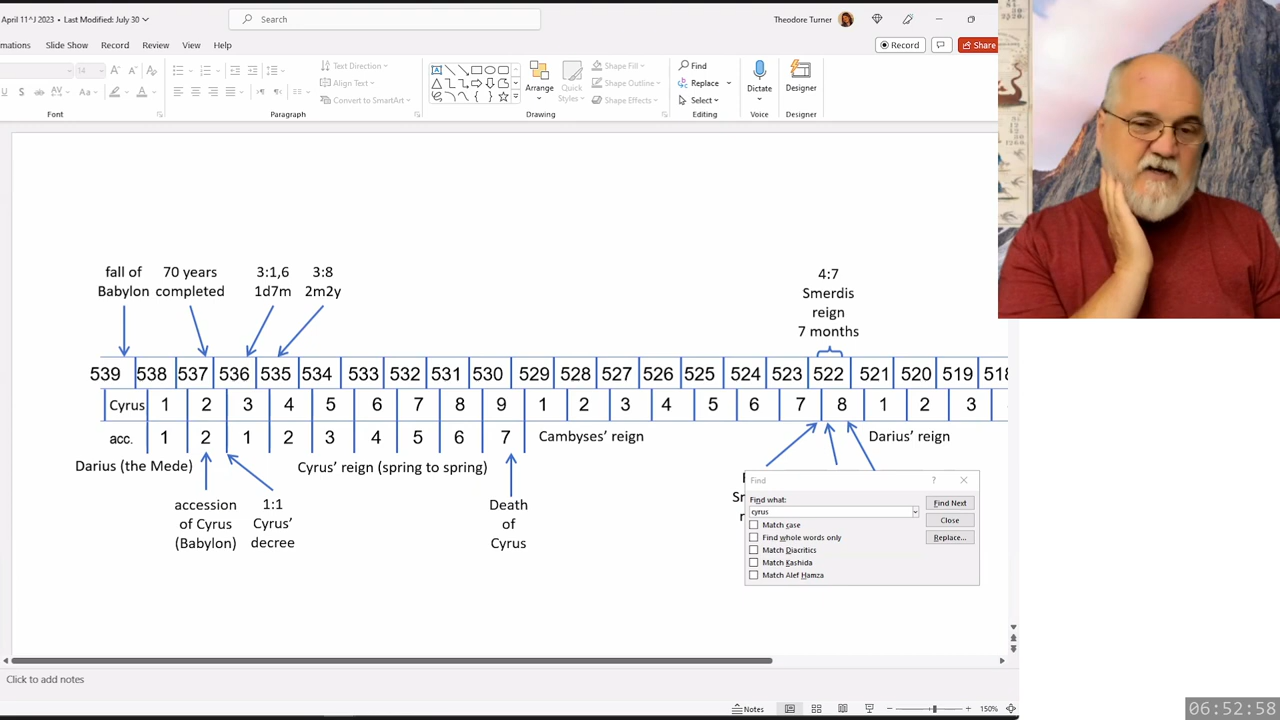 April 11^J 2023 • Last Modified: July 30
Search
Theodore Turner
mations Slide Show Record Review View Help
Record
Share
14
Text Direction
Align Text
Convert to SmartArt
Arrange
Quick
Styles
Shape Fill
Shape Outline
Shape Effects
Find
Replace
Select
Dictate
Designer
Font Paragraph Drawing Editing Voice Designer
fall of
Babylon
70 years
completed
3:1,6
1d7m
3:8
2m2y
4:7
Smerdis
reign
7 months
539 538 537 536 535 534 533 532 531 530 529 528 527 526 525 524 523 522 521 520 519 518
Cyrus 1 2 3 4 5 6 7 8 9 1 2 3 4 5 6 7 8 1 2 3
acc. 1 2 1 2 3 4 5 6 7 Cambyses' reign Darius' reign
Darius (the Mede) Cyrus' reign (spring to spring)
accession
of Cyrus
(Babylon)
1:1
Cyrus'
decree
Death
of
Cyrus
Find
? 
Find what:
cyrus
Match case
Find whole words only
Match Diacritics
Match Kashida
Match Alef Hamza
Find Next
Close
Replace...
Click to add notes
Notes
150%
06:52:58